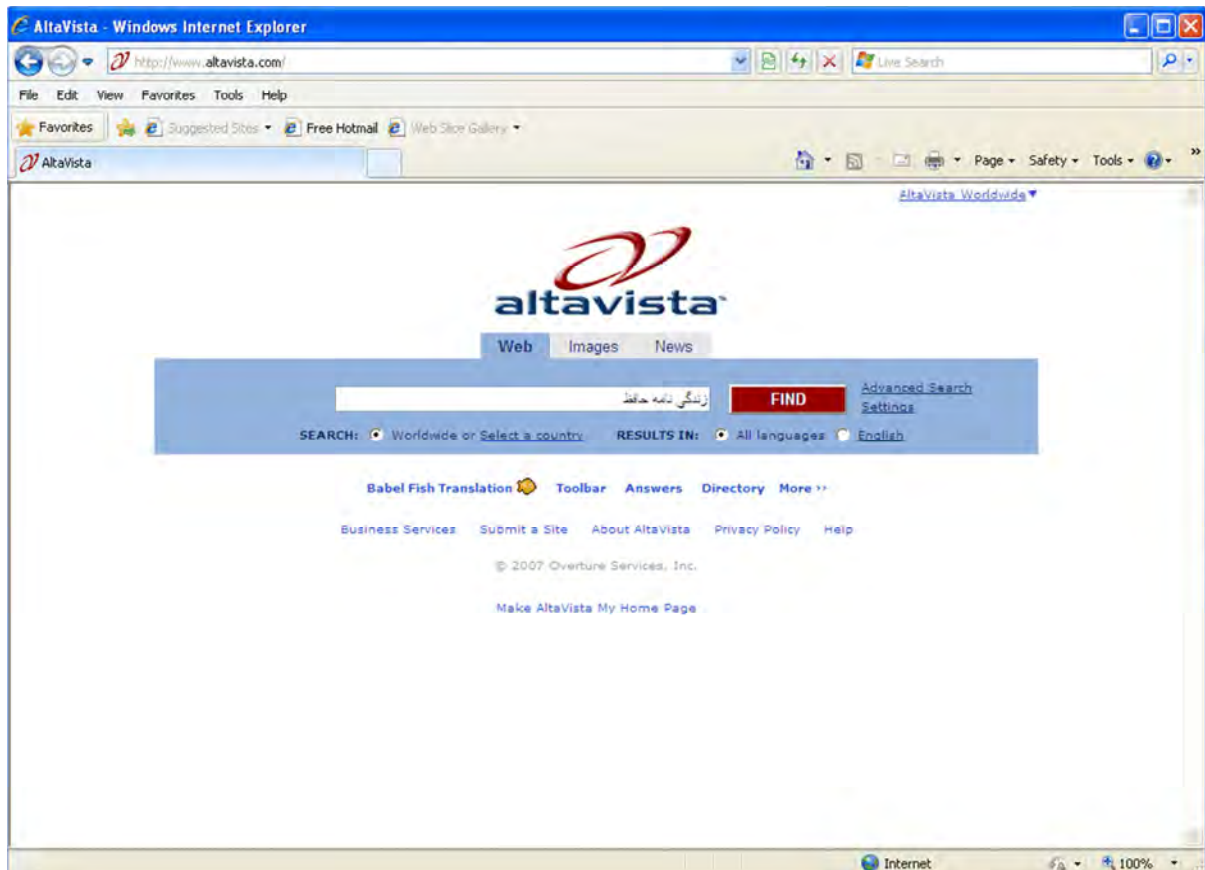 AltaVista - Windows Internet Explorer
http://www.altavista.com/ Live Search
File Edit View Favorites Tools Help
Favorites Suggested Sites Free Hotmail Web Slice Gallery
AltaVista Page Safety Tools »
AltaVista Worldwide
altavista™
Web Images News
زندگی نامه حافظ FIND Advanced Search
Settings
SEARCH: Worldwide or Select a country RESULTS IN: All languages English
Babel Fish Translation Toolbar Answers Directory More ››
Business Services Submit a Site About AltaVista Privacy Policy Help
© 2007 Overture Services, Inc.
Make AltaVista My Home Page
Internet 100%